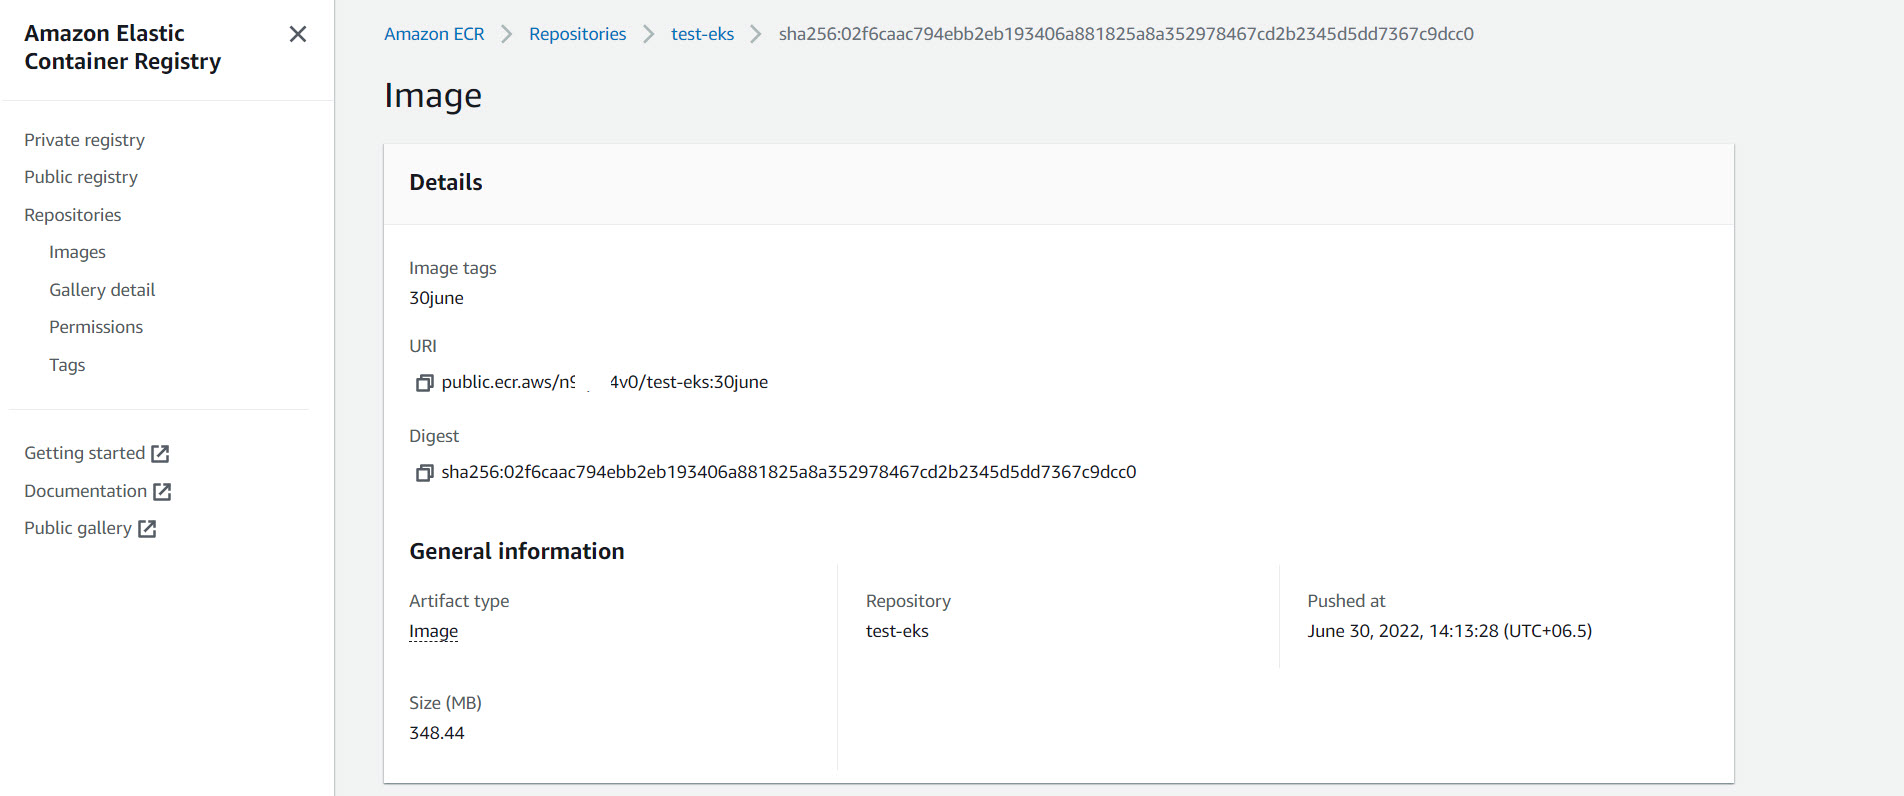 Amazon Elastic
Container Registry
Private registry
Public registry
Repositories
Images
Gallery detail
Permissions
Tags
Getting started
Documentation
Public gallery
Amazon ECR > Repositories > test-eks > sha256:02f6caac794ebb2eb193406a881825a8a352978467cd2b2345d5dd7367c9dcc0
Image
Details
Image tags
30june
URI
public.ecr.aws/n9 4v0/test-eks:30june
Digest
sha256:02f6caac794ebb2eb193406a881825a8a352978467cd2b2345d5dd7367c9dcc0
General information
Artifact type
Image
Repository
test-eks
Pushed at
June 30, 2022, 14:13:28 (UTC+06.5)
Size (MB)
348.44